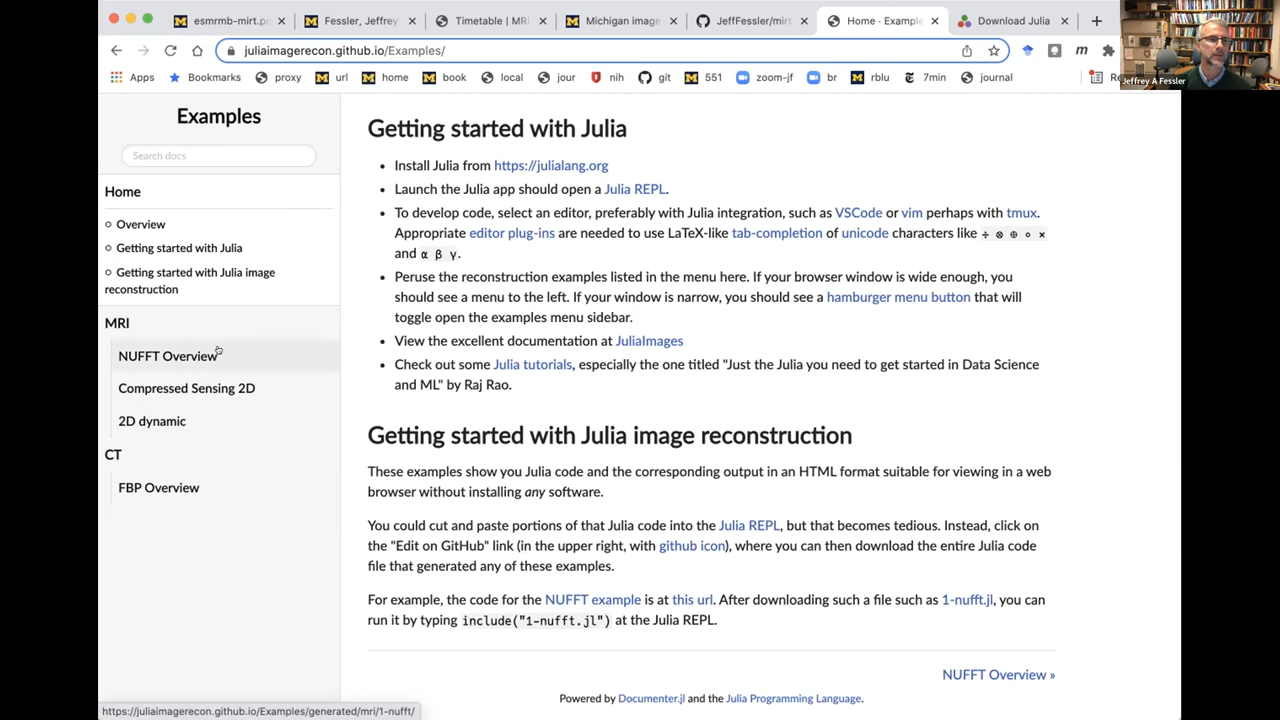 esmrmb-mirt.pc
Fessler, Jeffrey
Timetable | MRI
Michigan image
JeffFessler/mirt
Home · Example
Download Julia
juliaimagerecon.github.io/Examples/
Apps
Bookmarks
proxy
url
home
book
local
jour
nih
git
551
zoom-jf
br
rblu
7min
journal
Jeffrey A Fessler
Examples
Search docs
Home
Overview
Getting started with Julia
Getting started with Julia image
reconstruction
MRI
NUFFT Overview
Compressed Sensing 2D
2D dynamic
CT
FBP Overview
Getting started with Julia
Install Julia from https://julialang.org
Launch the Julia app should open a Julia REPL.
To develop code, select an editor, preferably with Julia integration, such as VSCode or vim perhaps with tmux.
Appropriate editor plug-ins are needed to use LaTeX-like tab-completion of unicode characters like ÷ ⊗ ⊕ ∘ ×
and α β γ.
Peruse the reconstruction examples listed in the menu here. If your browser window is wide enough, you
should see a menu to the left. If your window is narrow, you should see a hamburger menu button that will
toggle open the examples menu sidebar.
View the excellent documentation at JuliaImages
Check out some Julia tutorials, especially the one titled "Just the Julia you need to get started in Data Science
and ML" by Raj Rao.
Getting started with Julia image reconstruction
These examples show you Julia code and the corresponding output in an HTML format suitable for viewing in a web
browser without installing any software.
You could cut and paste portions of that Julia code into the Julia REPL, but that becomes tedious. Instead, click on
the "Edit on GitHub" link (in the upper right, with github icon), where you can then download the entire Julia code
file that generated any of these examples.
For example, the code for the NUFFT example is at this url. After downloading such a file such as 1-nufft.jl, you can
run it by typing include("1-nufft.jl") at the Julia REPL.
NUFFT Overview »
Powered by Documenter.jl and the Julia Programming Language.
https://juliaimagerecon.github.io/Examples/generated/mri/1-nufft/